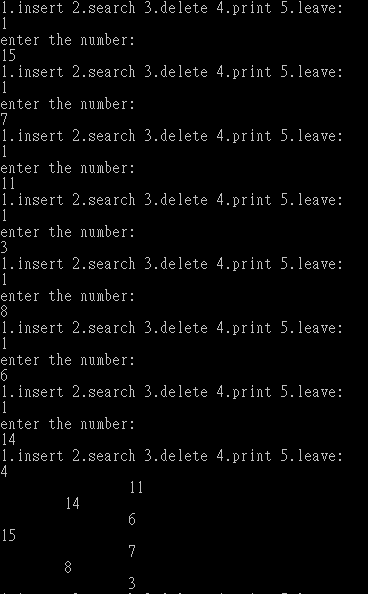 1.insert 2.search 3.delete 4.print 5.leave:
1
enter the number:
15
1.insert 2.search 3.delete 4.print 5.leave:
1
enter the number:
7
1.insert 2.search 3.delete 4.print 5.leave:
1
enter the number:
11
1.insert 2.search 3.delete 4.print 5.leave:
1
enter the number:
3
1.insert 2.search 3.delete 4.print 5.leave:
1
enter the number:
8
1.insert 2.search 3.delete 4.print 5.leave:
1
enter the number:
6
1.insert 2.search 3.delete 4.print 5.leave:
1
enter the number:
14
1.insert 2.search 3.delete 4.print 5.leave:
4
11
14
6
15
7
8
3